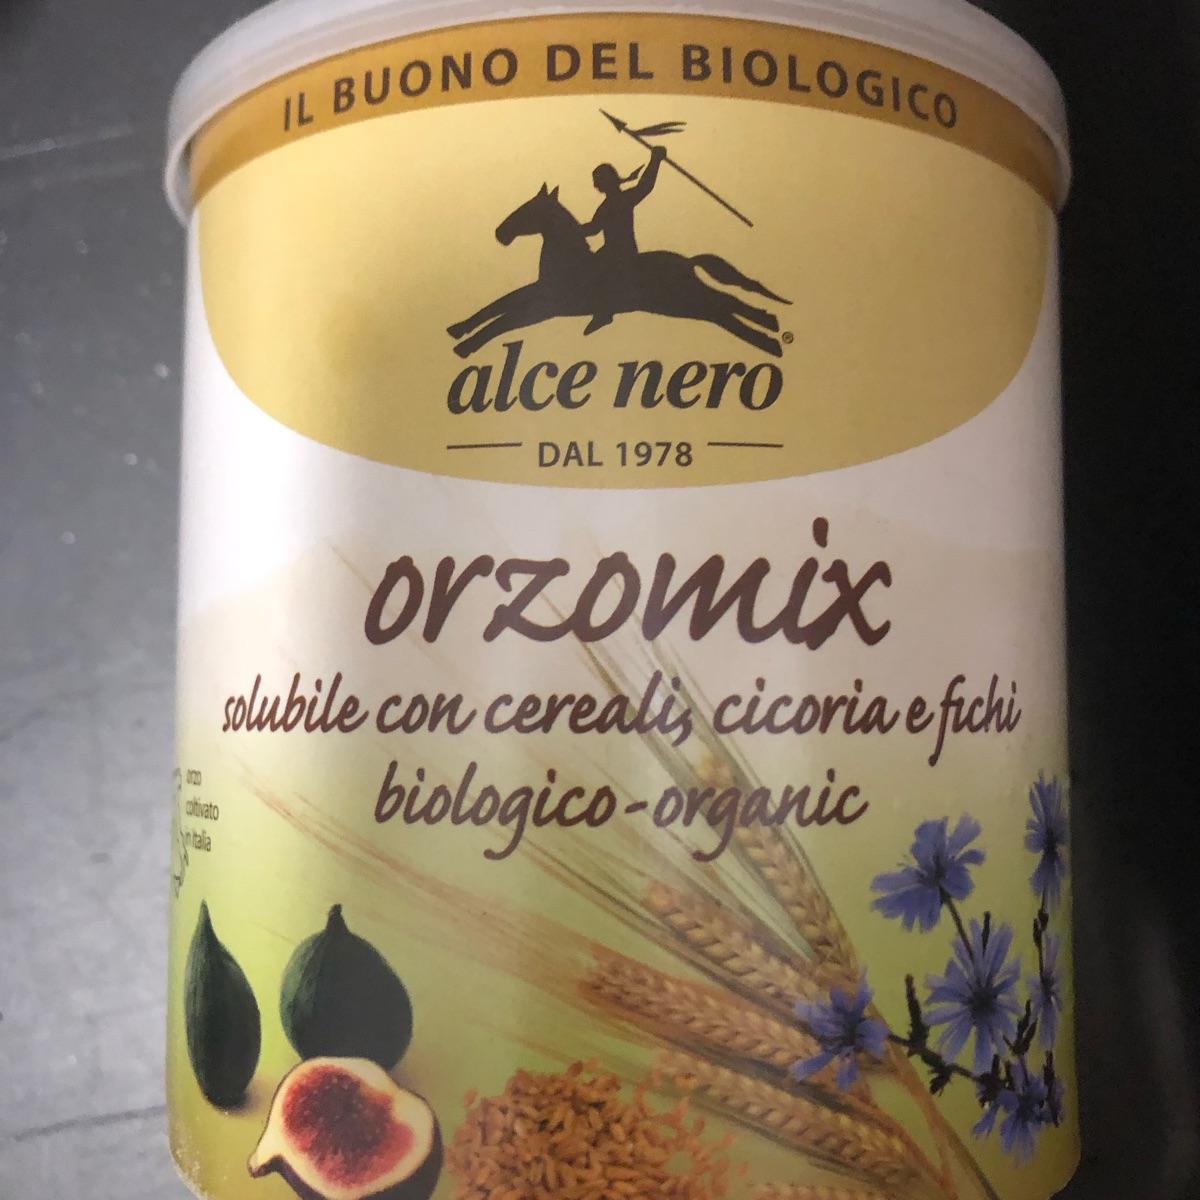 IL BUONO DEL BIOLOGICO
alce nero®
DAL 1978
orzomix
solubile con cereali, cicoria e fichi
biologico-organic
orzo
coltivato
in Italia